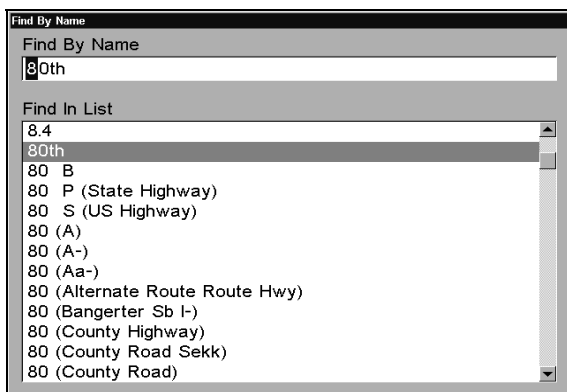 Find By Name
Find By Name
80th
Find In List
8.4
80th
80  B
80  P (State Highway)
80  S (US Highway)
80 (A)
80 (A-)
80 (Aa-)
80 (Alternate Route Route Hwy)
80 (Bangerter Sb I-)
80 (County Highway)
80 (County Road Sekk)
80 (County Road)